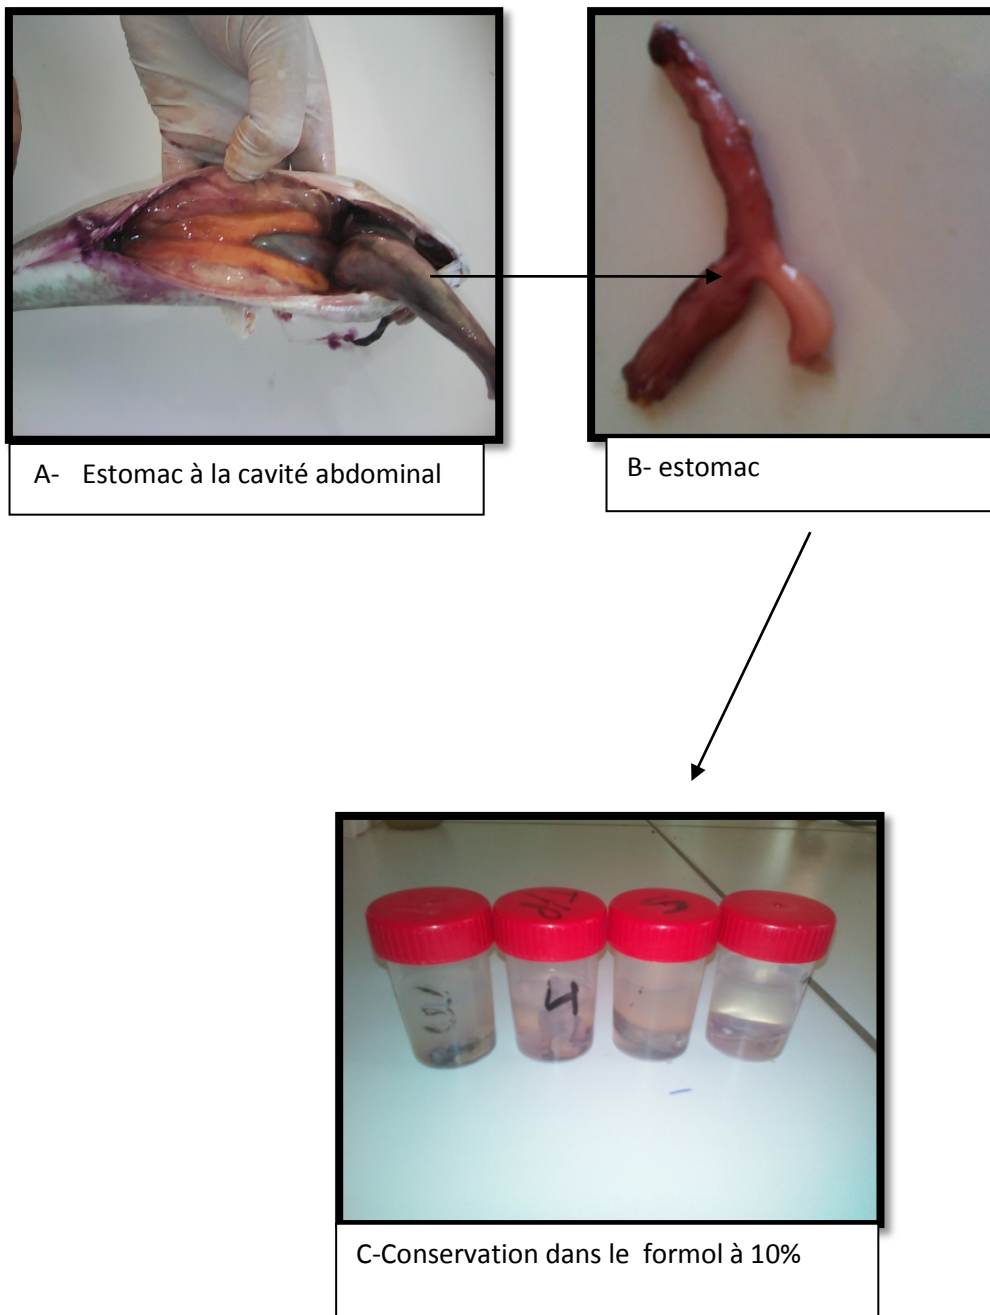 A- Estomac à la cavité abdominal
B- estomac
C-Conservation dans le formol à 10%
4